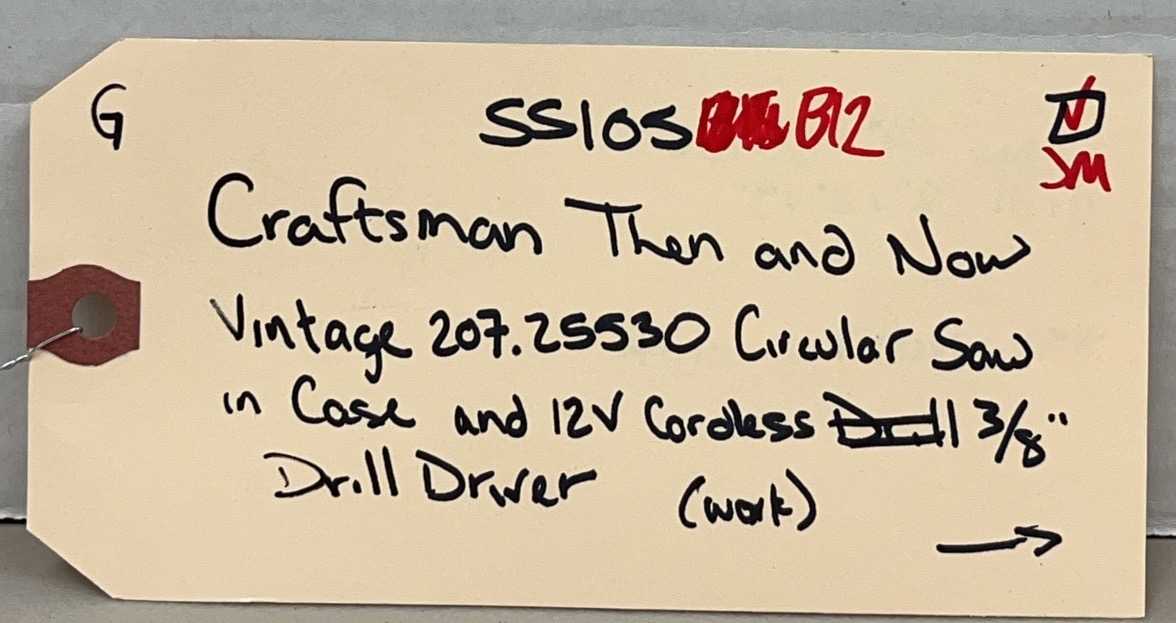 G SS105 B12
JM
Craftsman Then and Now
Vintage 207.25530 Circular Saw
in Case and 12V Cordless 3/8"
Drill Driver (work)